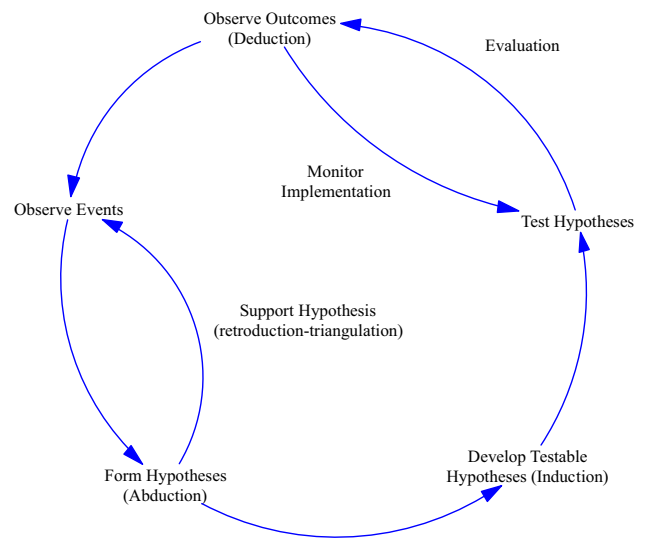 Observe Outcomes
(Deduction)
Evaluation
Monitor
Implementation
Observe Events
Test Hypotheses
Support Hypothesis
(retroduction-triangulation)
Form Hypotheses
(Abduction)
Develop Testable
Hypotheses (Induction)